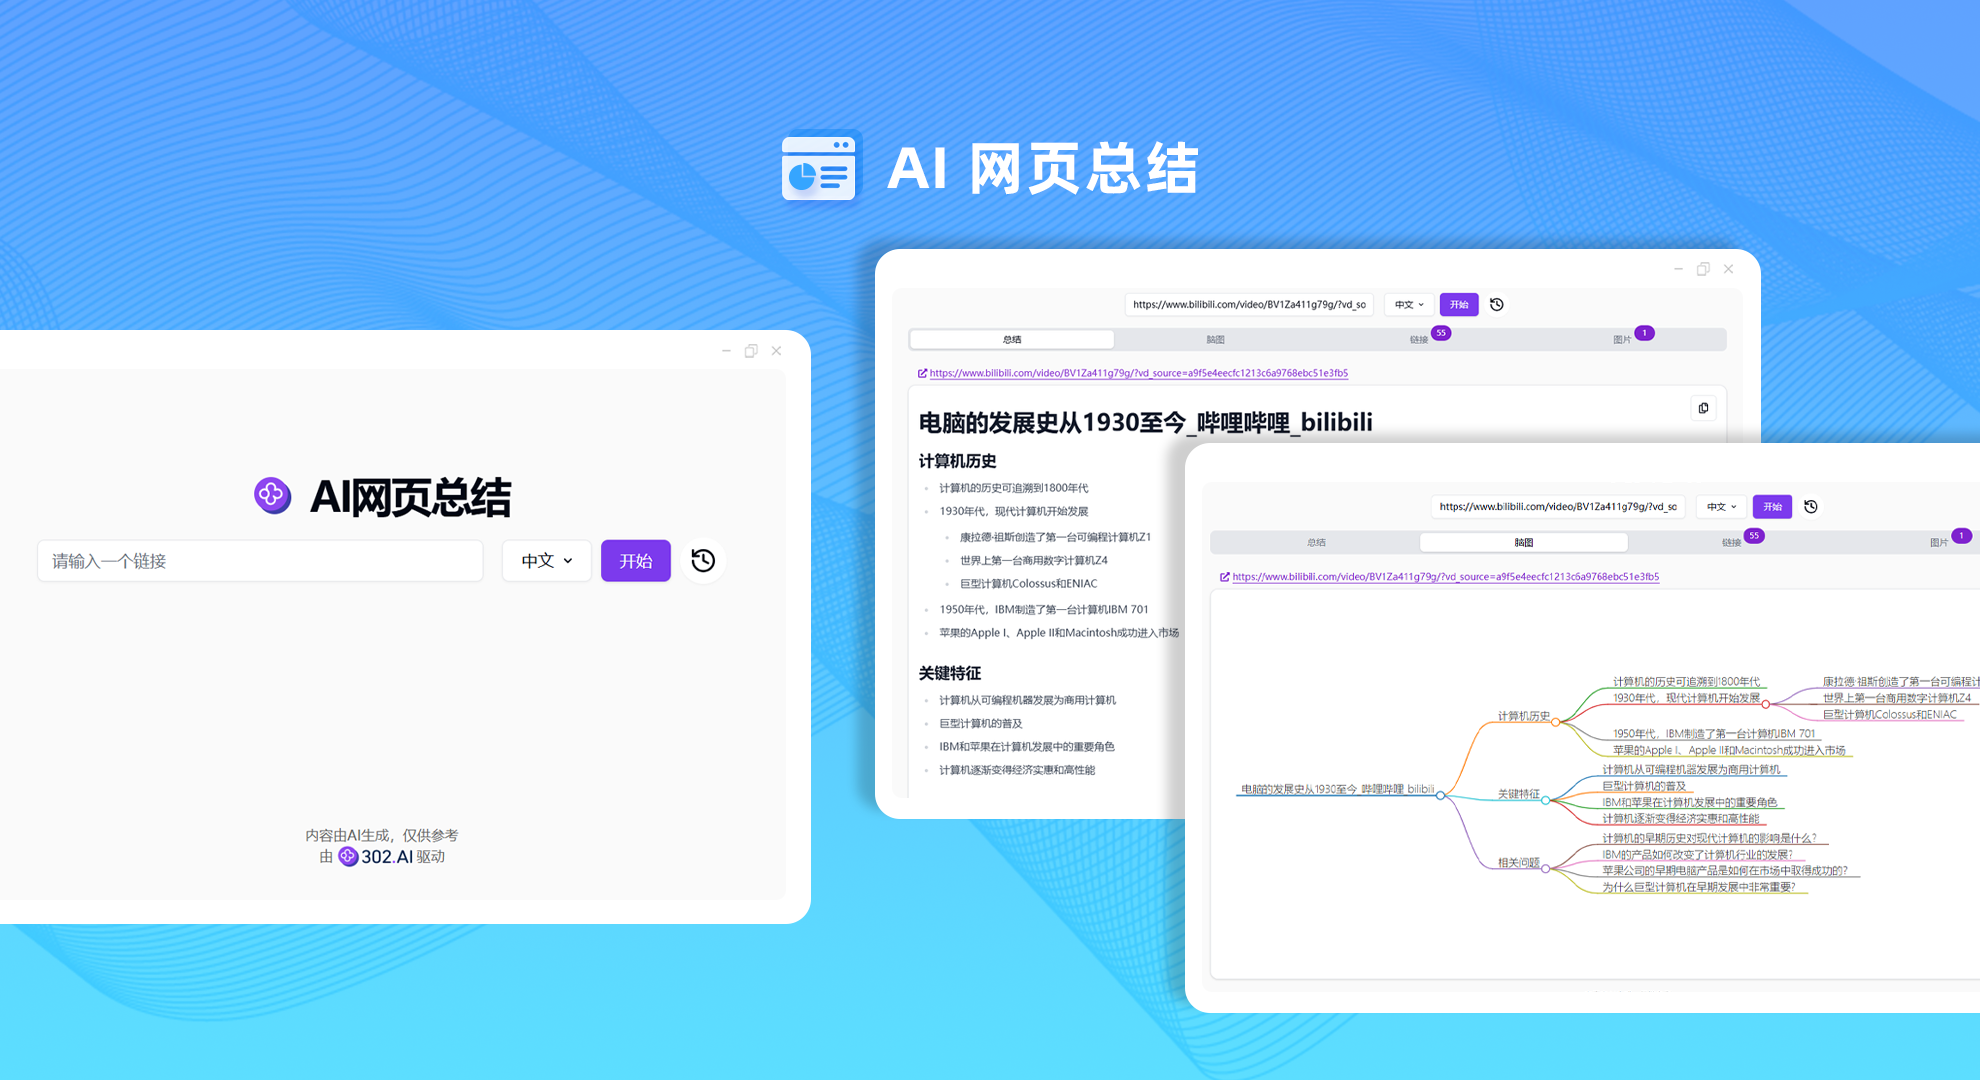 AI 网页总结
AI网页总结
请输入一个链接
中文
开始
内容由AI生成，仅供参考
由 302.AI 驱动
https://www.bilibili.com/video/BV1Za411g79g/?vd_so
中文
开始
总结
脑图
链接
55
图片
1
https://www.bilibili.com/video/BV1Za411g79g/?vd_source=a9f5e4eecfc1213c6a9768ebc51e3fb5
电脑的发展史从1930至今_哔哩哔哩_bilibili
计算机历史
计算机的历史可追溯到1800年代
1930年代，现代计算机开始发展
康拉德·祖斯创造了第一台可编程计算机Z1
世界上第一台商用数字计算机Z4
巨型计算机Colossus和ENIAC
1950年代，IBM制造了第一台计算机IBM 701
苹果的Apple I、Apple II和Macintosh成功进入市场
关键特征
计算机从可编程机器发展为商用计算机
巨型计算机的普及
IBM和苹果在计算机发展中的重要角色
计算机逐渐变得经济实惠和高性能
https://www.bilibili.com/video/BV1Za411g79g/?vd_sc
中文
开始
总结
脑图
链接
55
图片
1
https://www.bilibili.com/video/BV1Za411g79g/?vd_source=a9f5e4eecfc1213c6a9768ebc51e3fb5
电脑的发展史从1930至今_哔哩哔哩_bilibili
计算机历史
计算机的历史可追溯到1800年代
1930年代，现代计算机开始发展
康拉德·祖斯创造了第一台可编程计
世界上第一台商用数字计算机Z4
巨型计算机Colossus和ENIAC
1950年代，IBM制造了第一台计算机IBM 701
苹果的Apple I、Apple II和Macintosh成功进入市场
关键特征
计算机从可编程机器发展为商用计算机
巨型计算机的普及
IBM和苹果在计算机发展中的重要角色
计算机逐渐变得经济实惠和高性能
相关问题
计算机的早期历史对现代计算机的影响是什么？
IBM的产品如何改变了计算机行业的发展？
苹果公司的早期电脑产品是如何在市场中取得成功的？
为什么巨型计算机在早期发展中非常重要？